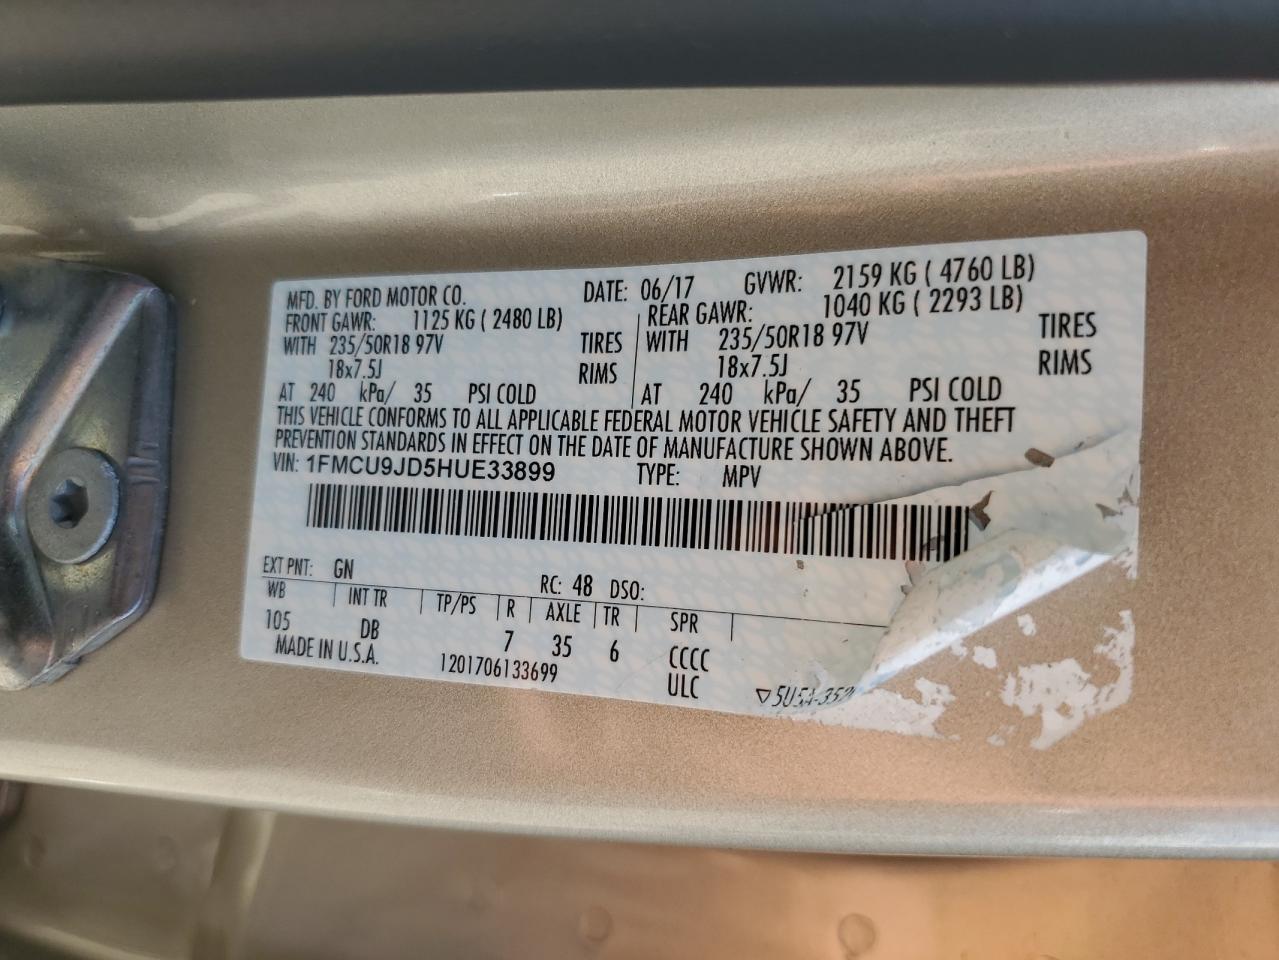 MFD. BY FORD MOTOR CO. DATE: 06/17 GVWR: 2159 KG ( 4760 LB)
FRONT GAWR: 1125 KG ( 2480 LB) REAR GAWR: 1040 KG ( 2293 LB)
WITH 235/50R18 97V TIRES WITH 235/50R18 97V TIRES
18x7.5J RIMS 18x7.5J RIMS
AT 240 kPa/ 35 PSI COLD AT 240 kPa/ 35 PSI COLD
THIS VEHICLE CONFORMS TO ALL APPLICABLE FEDERAL MOTOR VEHICLE SAFETY AND THEFT
PREVENTION STANDARDS IN EFFECT ON THE DATE OF MANUFACTURE SHOWN ABOVE.
VIN: 1FMCU9JD5HUE33899 TYPE: MPV
EXT PNT: GN RC: 48 DSO:
WB INT TR TP/PS R AXLE TR SPR
105 DB 7 35 6 CCCC
MADE IN U.S.A. 1201706133699 ULC